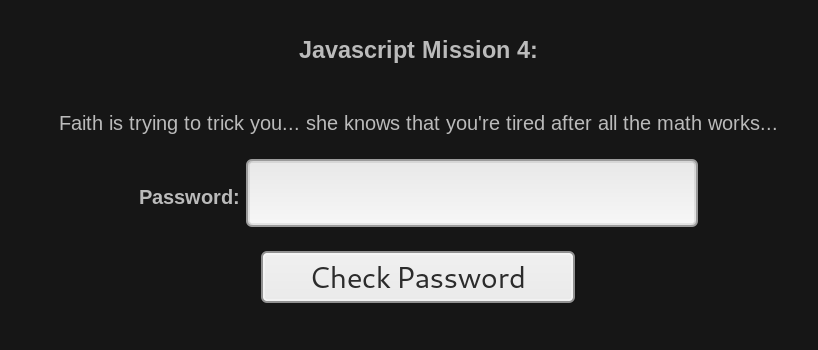 Javascript Mission 4:
Faith is trying to trick you... she knows that you're tired after all the math works...
Password:
Check Password